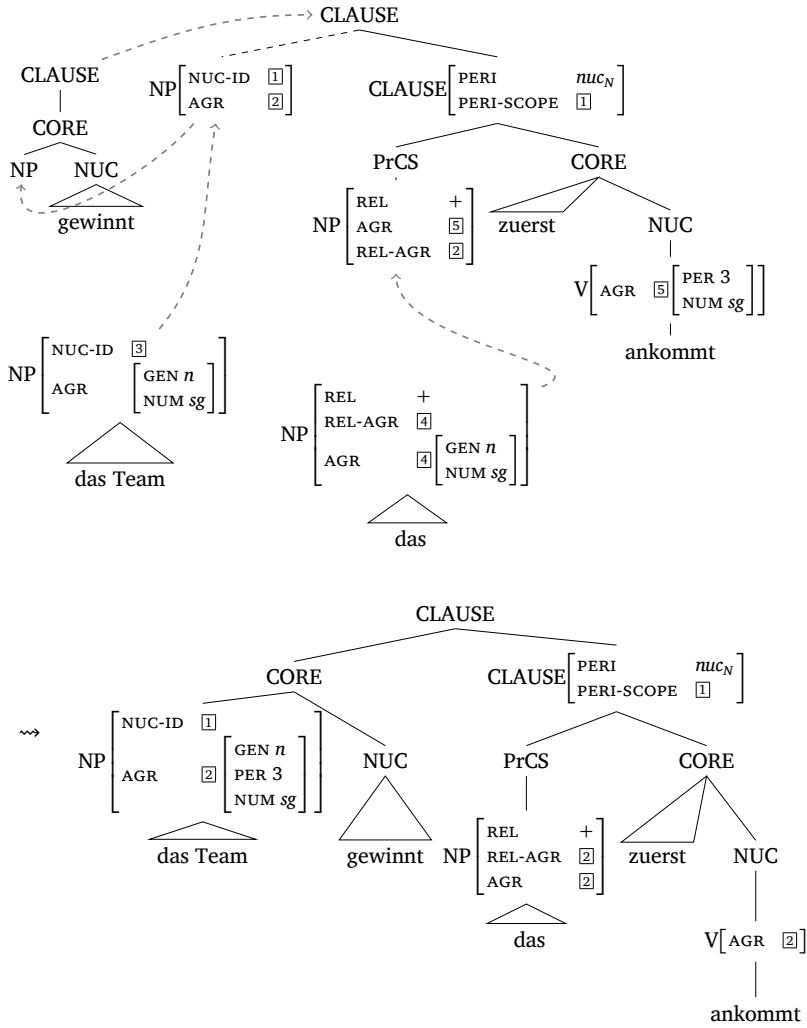 CLAUSE
CLAUSE
NP [NUC-ID 1
AGR 2]
CLAUSE [PERI nuc_N
PERI-SCOPE 1]
CORE
NP NUC
gewinnt
PrCS CORE
NP [REL +
AGR 5
REL-AGR 2]
zuerst
NUC
V [AGR 5 [PER 3
NUM sg]]
ankommt
NP [NUC-ID 3
AGR [GEN n
NUM sg]]
das Team
NP [REL +
REL-AGR 4
AGR 4 [GEN n
NUM sg]]
das
CLAUSE
CORE
CLAUSE [PERI nuc_N
PERI-SCOPE 1]
⇝
NP [NUC-ID 1
AGR 2 [GEN n
PER 3
NUM sg]]
NUC
PrCS CORE
das Team
gewinnt
NP [REL +
REL-AGR 2
AGR 2]
zuerst NUC
das
V [AGR 2]
ankommt